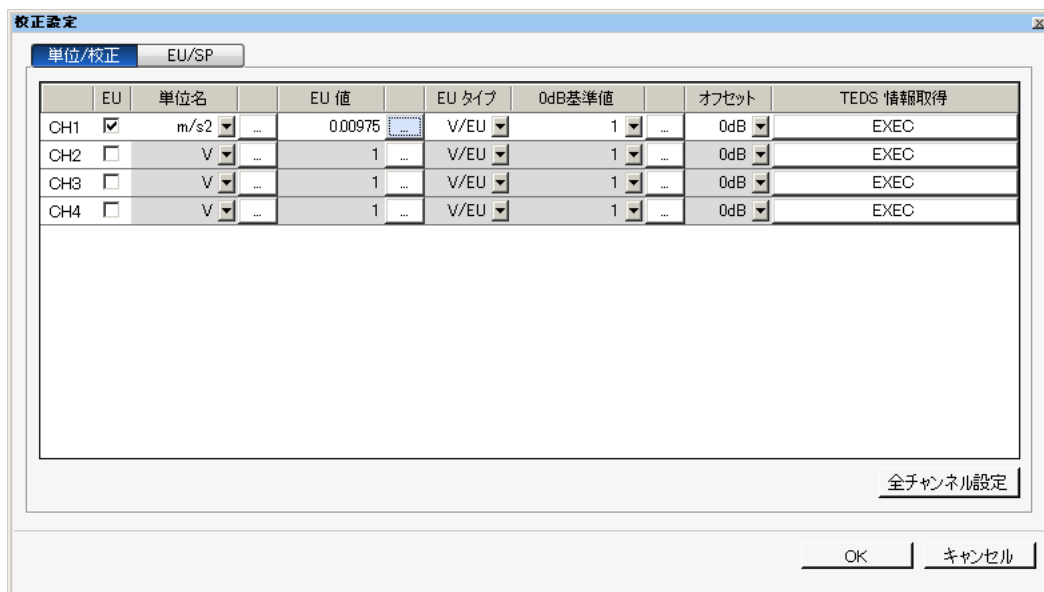 校正設定
単位/校正 EU/SP
EU 単位名 EU 値 EU タイプ 0dB基準値 オフセット TEDS 情報取得
CH1 m/s2 ... 0.00975 ... V/EU 1 ... 0dB EXEC
CH2 V ... 1 ... V/EU 1 ... 0dB EXEC
CH3 V ... 1 ... V/EU 1 ... 0dB EXEC
CH4 V ... 1 ... V/EU 1 ... 0dB EXEC
全チャンネル設定
OK キャンセル